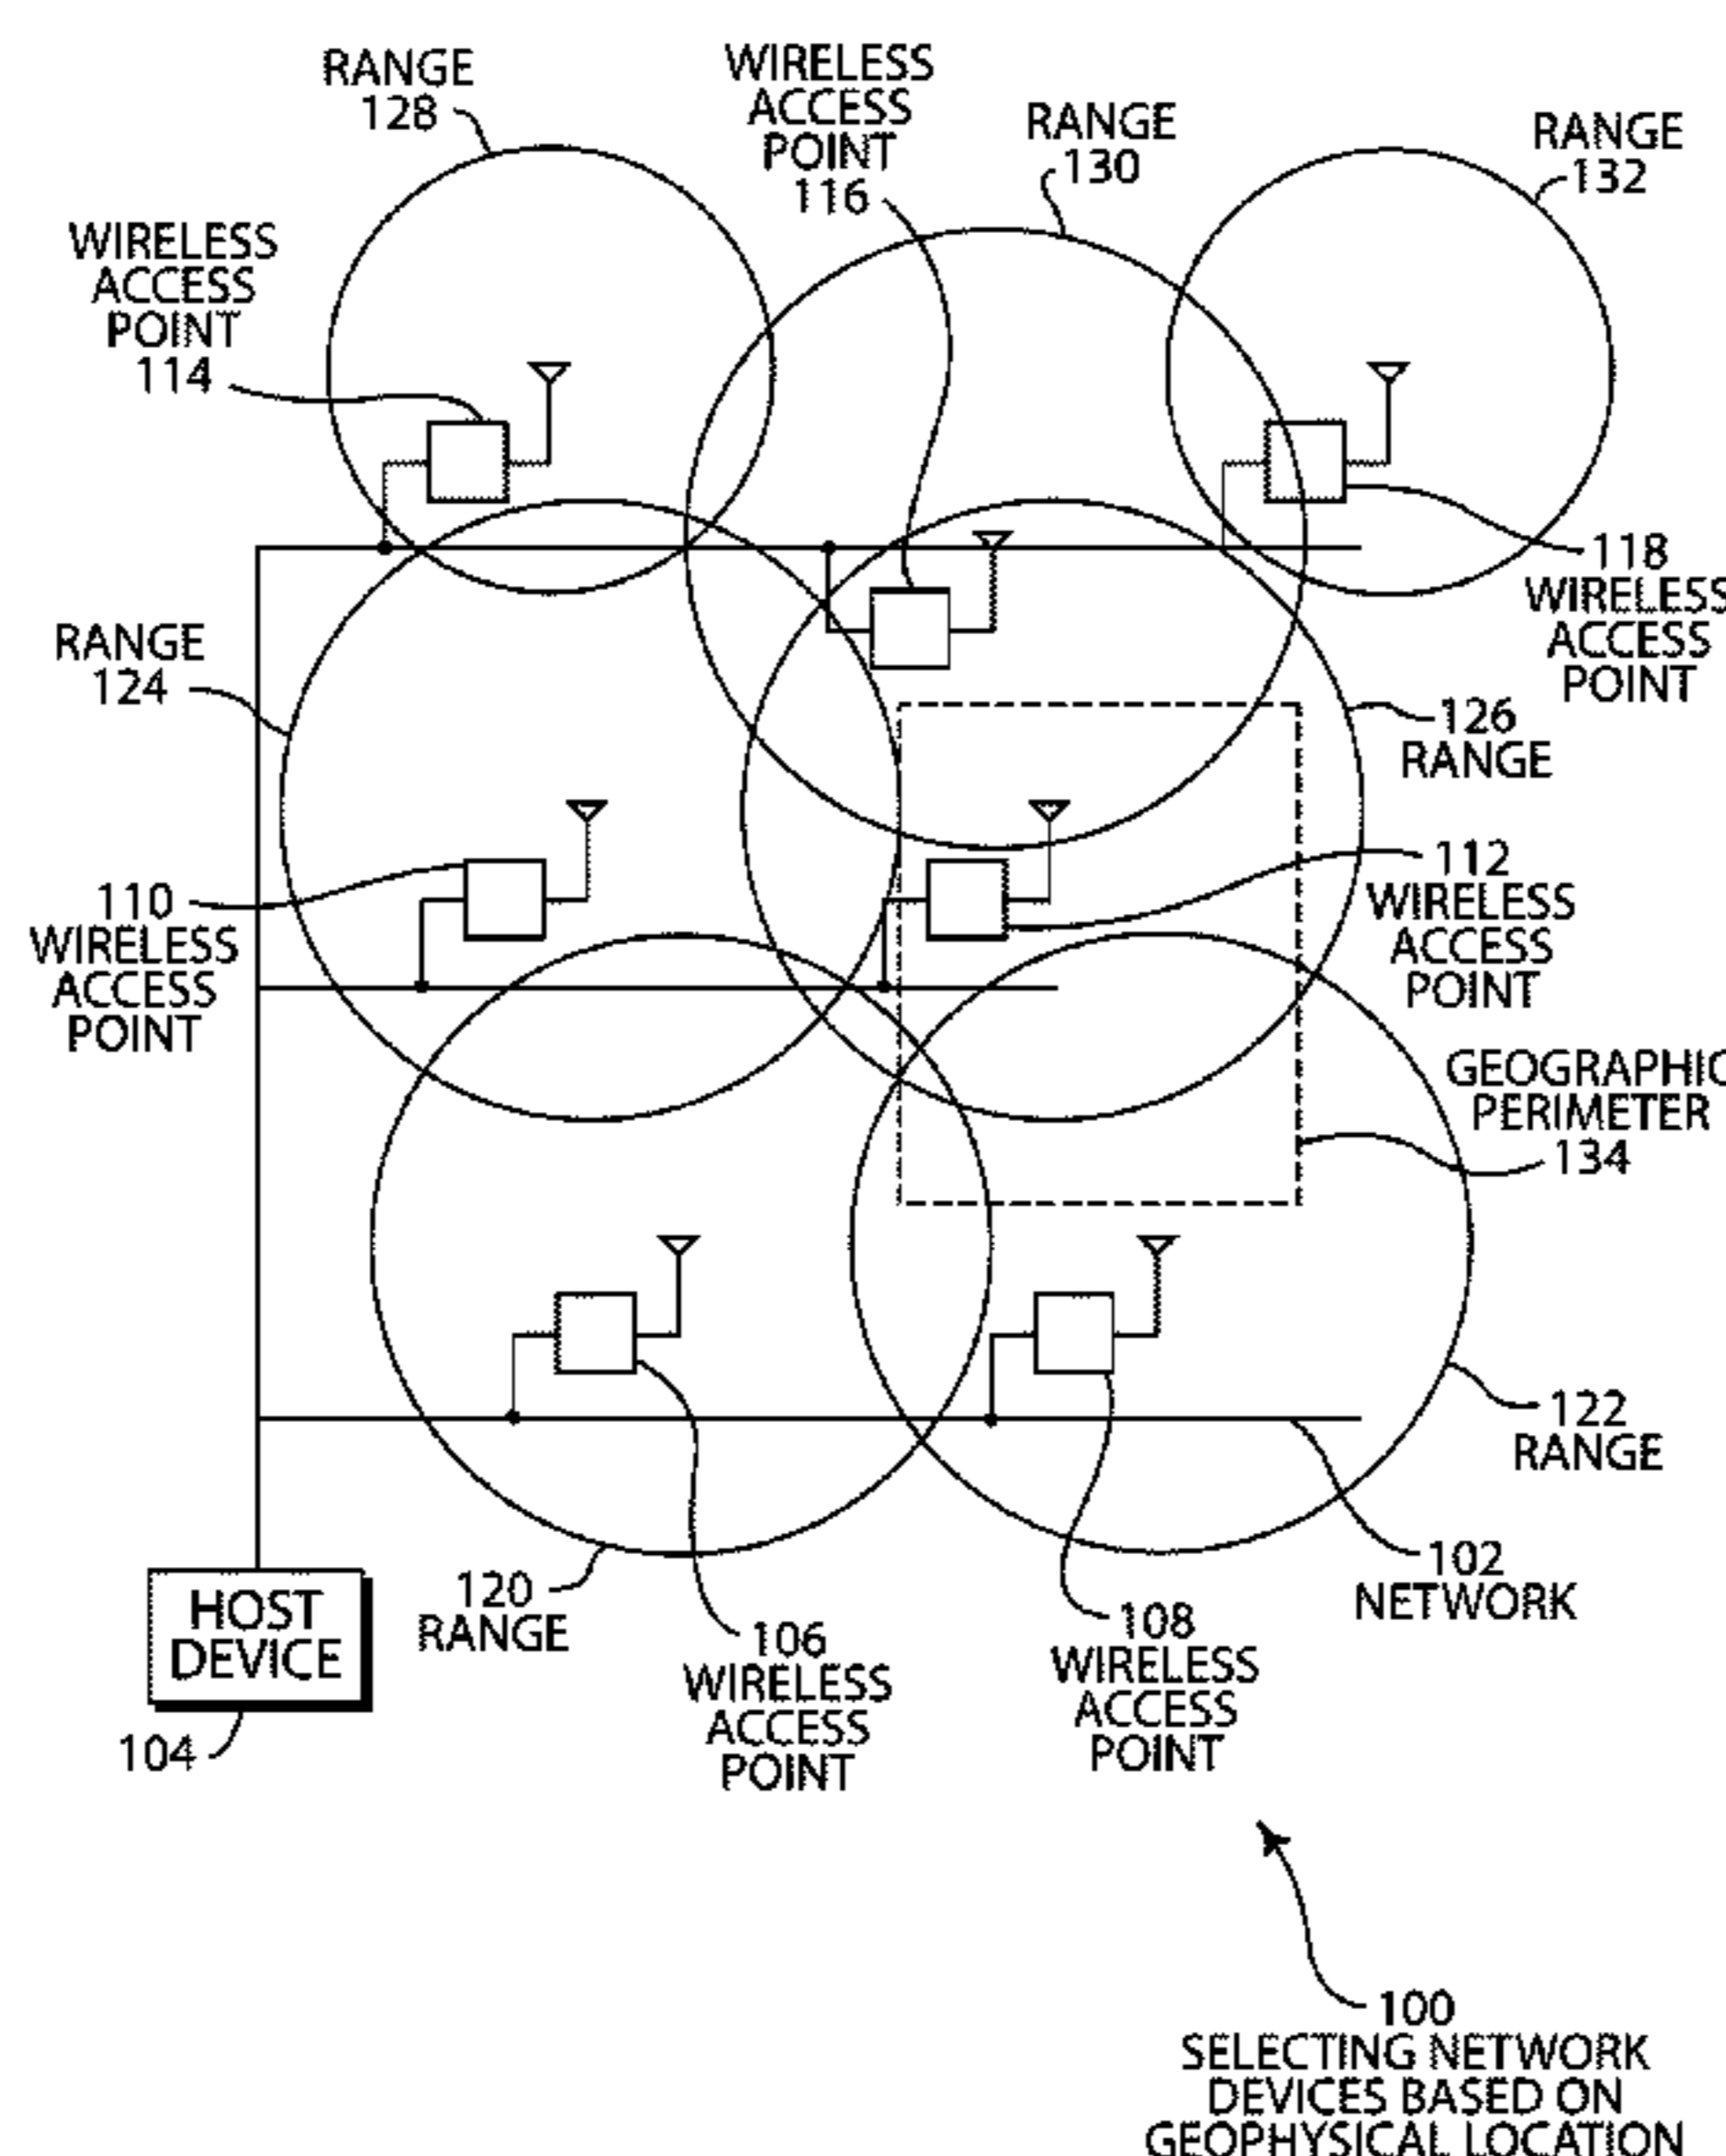 RANGE
128
WIRELESS
ACCESS
POINT
116
RANGE
130
RANGE
132
WIRELESS
ACCESS
POINT
114
118
WIRELESS
ACCESS
POINT
RANGE
124
126
RANGE
110
WIRELESS
ACCESS
POINT
112
WIRELESS
ACCESS
POINT
GEOGRAPHIC
PERIMETER
134
122
RANGE
102
NETWORK
HOST
DEVICE
104
120
RANGE
106
WIRELESS
ACCESS
POINT
108
WIRELESS
ACCESS
POINT
100
SELECTING NETWORK
DEVICES BASED ON
GEOPHYSICAL LOCATION